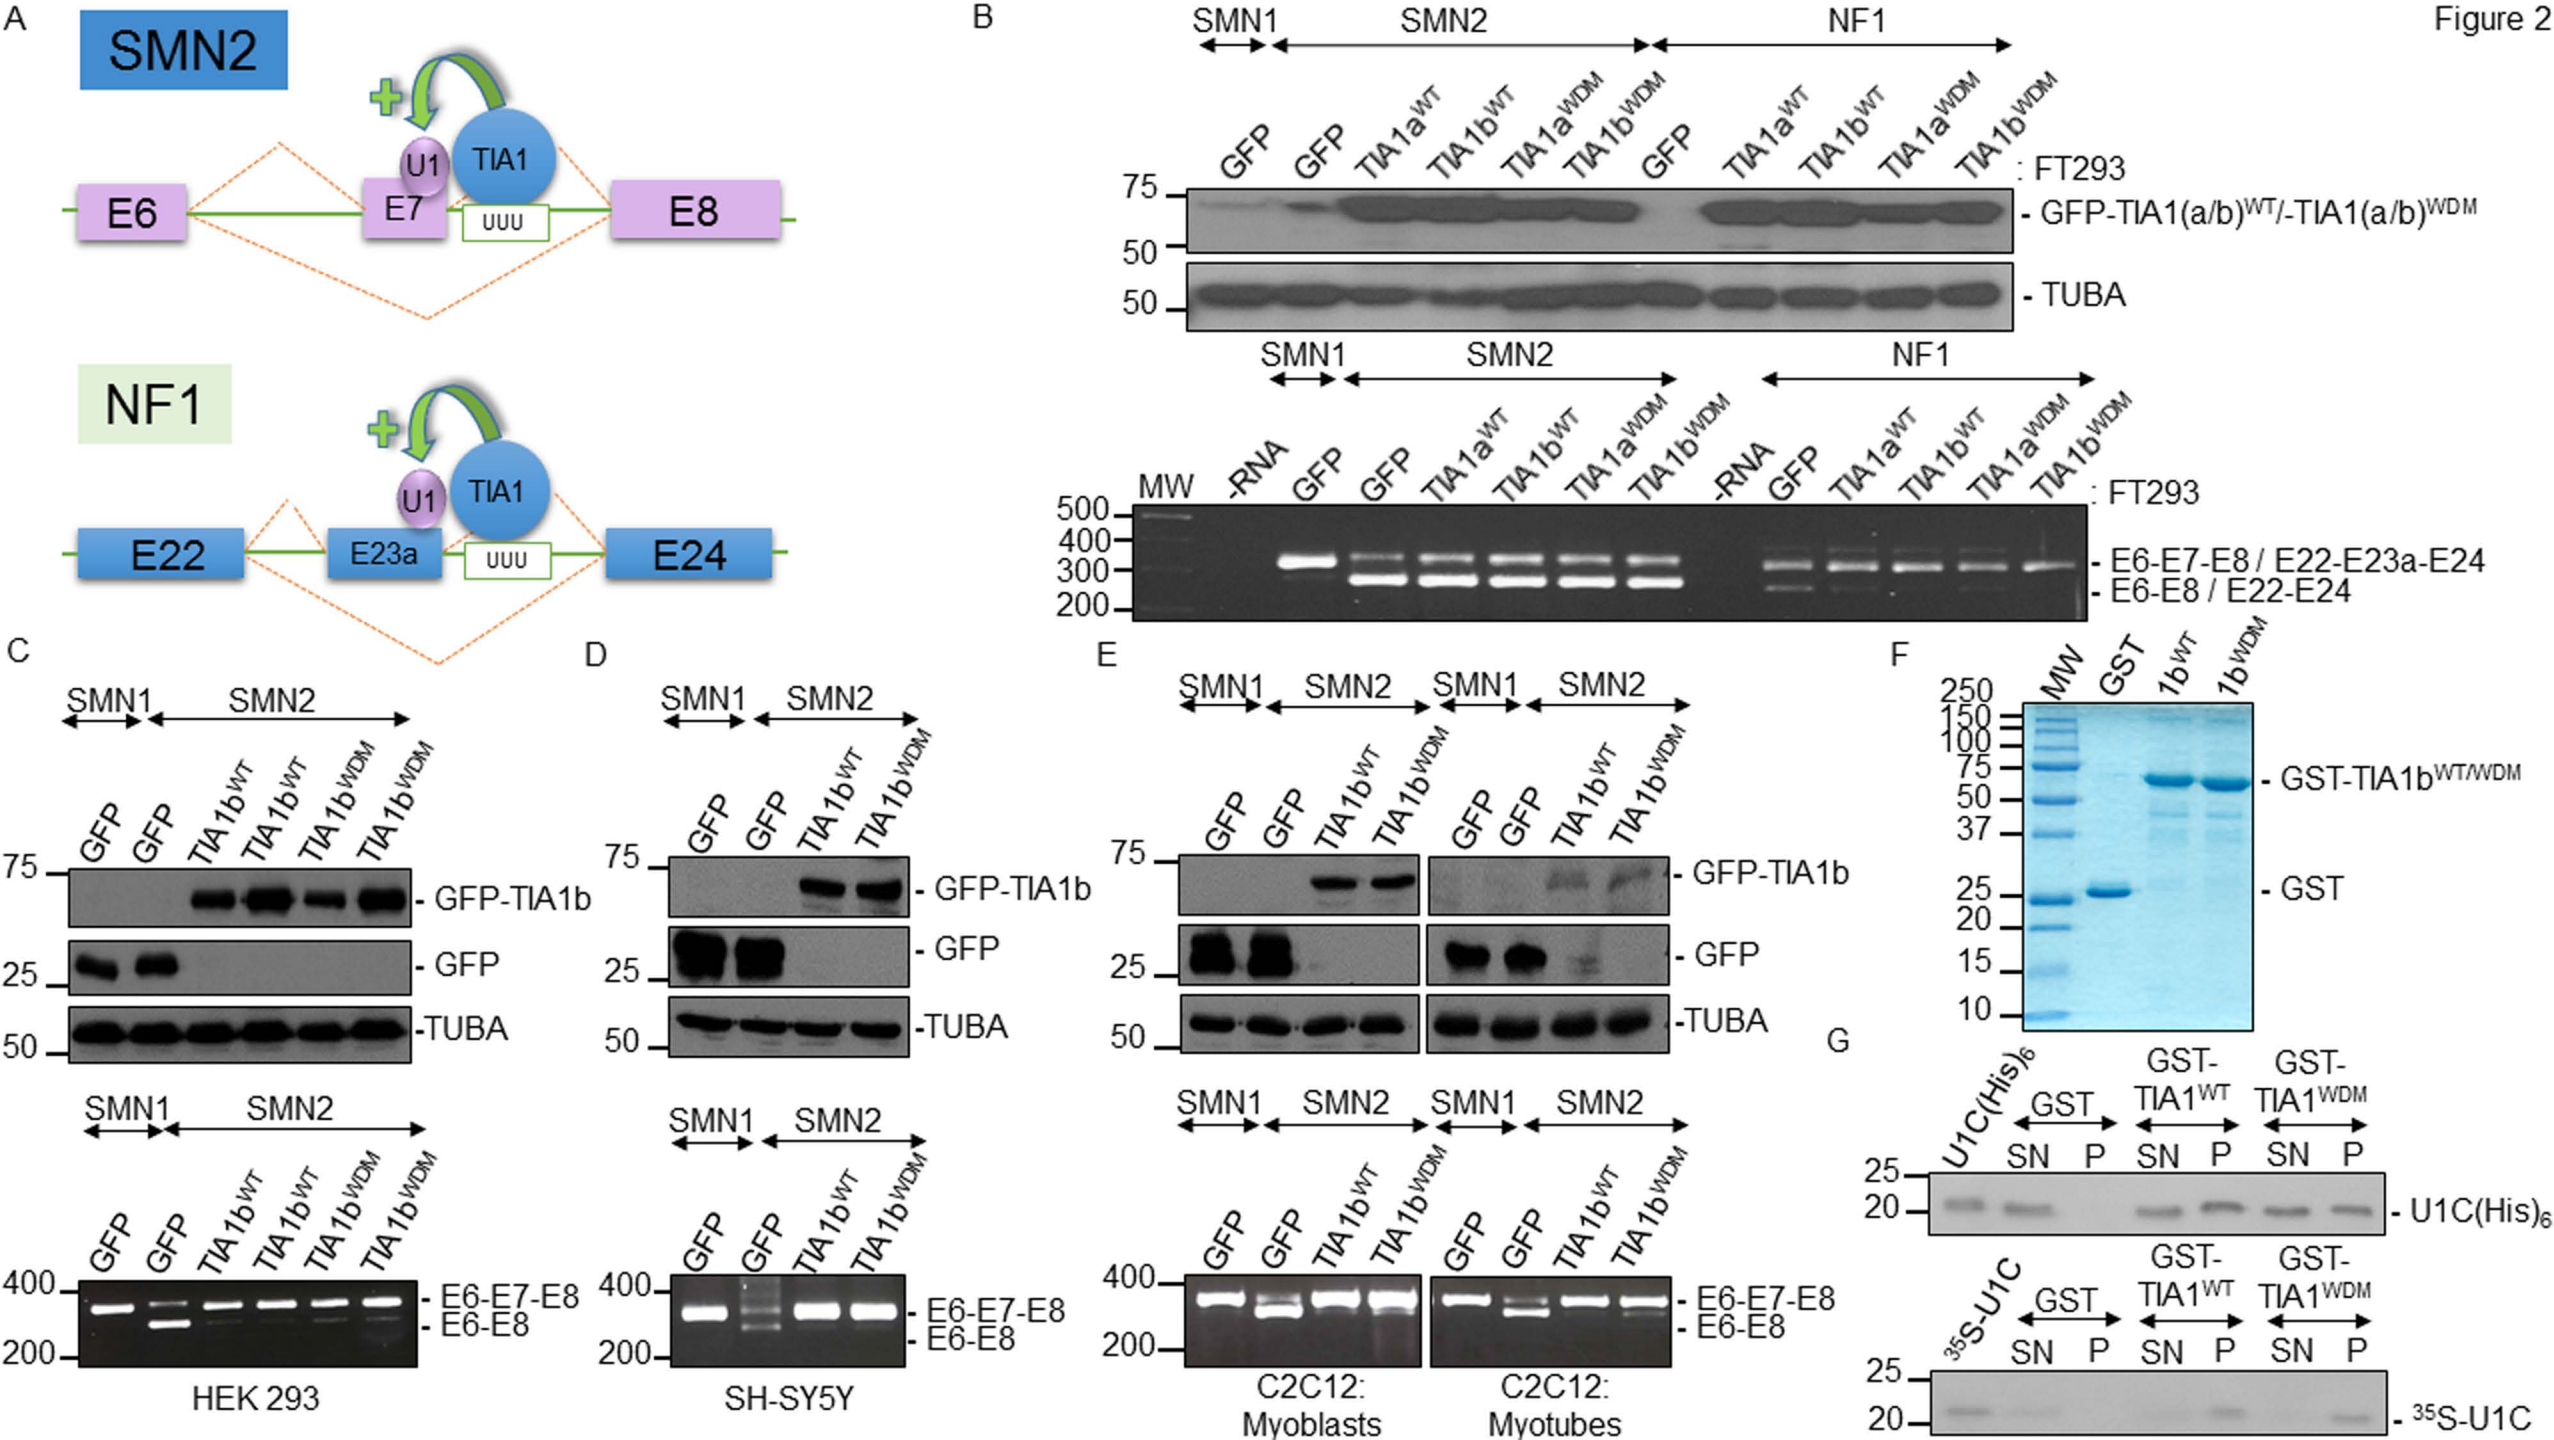 Figure 2
A
SMN2
+
U1
TIA1
E6
E7
UUU
E8
NF1
+
U1
TIA1
E22
E23a
UUU
E24
B
SMN1 SMN2 NF1
GFP GFP TIA1aWT TIA1bWT TIA1aWDM TIA1bWDM GFP TIA1aWT TIA1bWT TIA1aWDM TIA1bWDM : FT293
75
50
- GFP-TIA1(a/b)WT/-TIA1(a/b)WDM
50
- TUBA
SMN1 SMN2 NF1
MW -RNA GFP GFP TIA1aWT TIA1bWT TIA1aWDM TIA1bWDM -RNA GFP TIA1aWT TIA1bWT TIA1aWDM TIA1bWDM : FT293
500
400
300
200
- E6-E7-E8 / E22-E23a-E24
- E6-E8 / E22-E24
C
SMN1 SMN2
GFP GFP TIA1bWT TIA1bWT TIA1bWDM TIA1bWDM
75
- GFP-TIA1b
25
- GFP
50
-TUBA
SMN1 SMN2
GFP GFP TIA1bWT TIA1bWT TIA1bWDM TIA1bWDM
400
200
- E6-E7-E8
- E6-E8
HEK 293
D
SMN1 SMN2
GFP GFP TIA1bWT TIA1bWDM
75
- GFP-TIA1b
25
- GFP
50
-TUBA
SMN1 SMN2
GFP GFP TIA1bWT TIA1bWDM
400
200
- E6-E7-E8
- E6-E8
SH-SY5Y
E
SMN1 SMN2 SMN1 SMN2
GFP GFP TIA1bWT TIA1bWDM GFP GFP TIA1bWT TIA1bWDM
75
- GFP-TIA1b
25
- GFP
50
-TUBA
SMN1 SMN2 SMN1 SMN2
GFP GFP TIA1bWT TIA1bWDM GFP GFP TIA1bWT TIA1bWDM
400
200
- E6-E7-E8
- E6-E8
C2C12: C2C12:
Myoblasts Myotubes
F
MW GST 1bWT 1bWDM
250
150
100
75
50
37
25
20
15
10
- GST-TIA1bWT/WDM
- GST
G
U1C(His)6 GST GST-TIA1WT GST-TIA1WDM
SN P SN P SN P
25
20
- U1C(His)6
35S-U1C GST GST-TIA1WT GST-TIA1WDM
SN P SN P SN P
25
20
- 35S-U1C